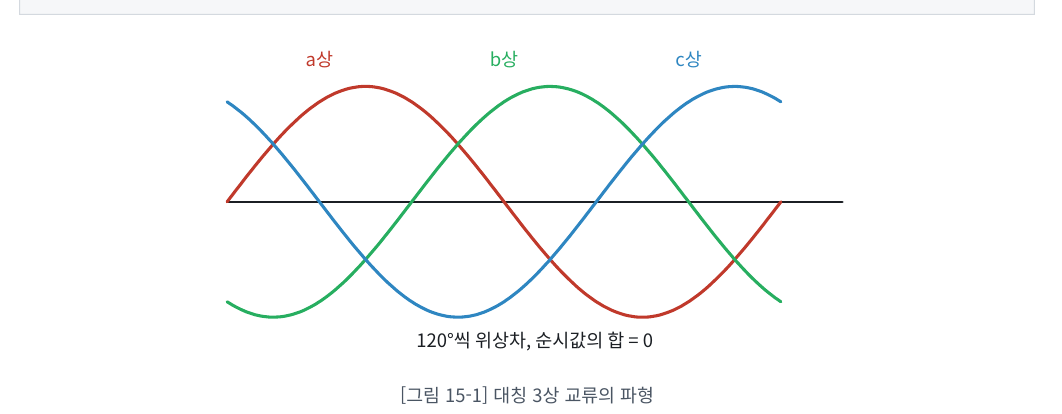 a상 b상 c상
120°씩 위상차, 순시값의 합 = 0
[그림 15-1] 대칭 3상 교류의 파형